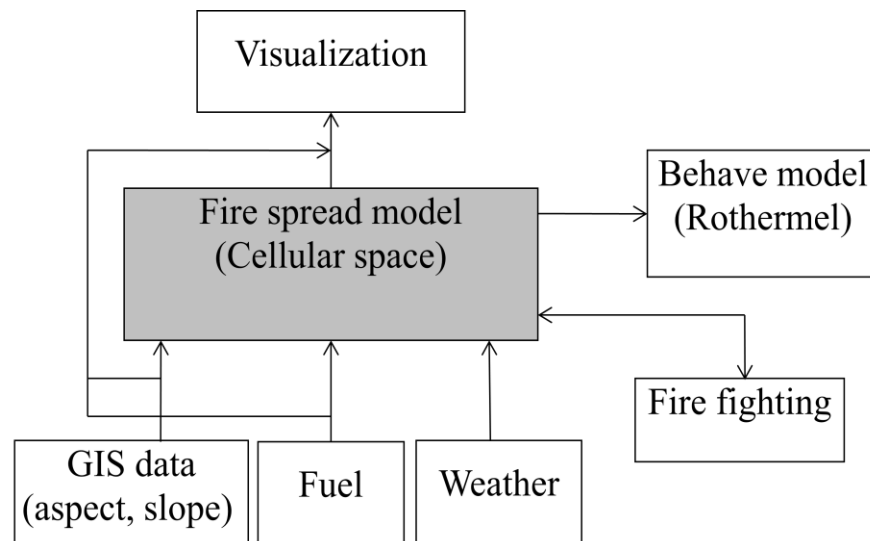 Visualization
Fire spread model
(Cellular space)
Behave model
(Rothermel)
Fire fighting
GIS data
(aspect, slope)
Fuel
Weather